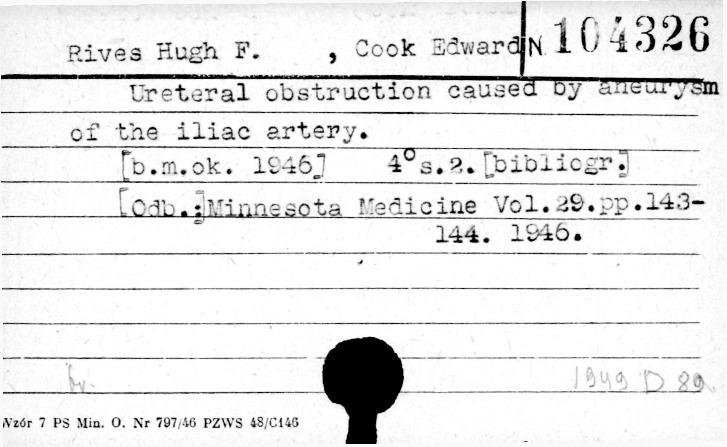 Rives Hugh F. , Cook Edward N 104326
Ureteral obstruction caused by aneurysm
of the iliac artery.
[b.m.ok. 1946] 4° s.2. [bibliogr.]
[Odb.:]Minnesota Medicine Vol.29.pp.143-
144. 1946.
br. 1949 D 89
Wzór 7 PS Min. O. Nr 797/46 PZWS 48/C146